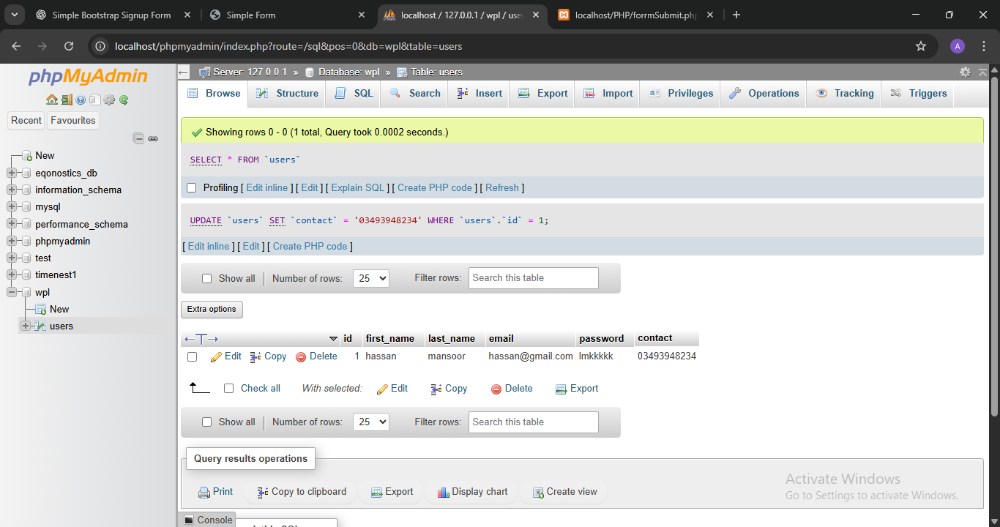 Simple Bootstrap Signup Form
Simple Form
localhost / 127.0.0.1 / wpl / use
localhost/PHP/forrmSubmit.php
localhost/phpmyadmin/index.php?route=/sql&pos=0&db=wpl&table=users
A
phpMyAdmin
Recent
Favourites
New
eqonostics_db
information_schema
mysql
performance_schema
phpmyadmin
test
timenest1
wpl
New
users
Server: 127.0.0.1 » Database: wpl » Table: users
Browse Structure SQL Search Insert Export Import Privileges Operations Tracking Triggers
Showing rows 0 - 0 (1 total, Query took 0.0002 seconds.)
SELECT * FROM `users`
Profiling [ Edit inline ] [ Edit ] [ Explain SQL ] [ Create PHP code ] [ Refresh ]
UPDATE `users` SET `contact` = '03493948234' WHERE `users`.`id` = 1;
[ Edit inline ] [ Edit ] [ Create PHP code ]
Show all Number of rows: 25 Filter rows: Search this table
Extra options
id first_name last_name email password contact
Edit Copy Delete 1 hassan mansoor hassan@gmail.com lmkkkkk 03493948234
Check all With selected: Edit Copy Delete Export
Show all Number of rows: 25 Filter rows: Search this table
Query results operations
Print Copy to clipboard Export Display chart Create view
Activate Windows
Go to Settings to activate Windows.
Console